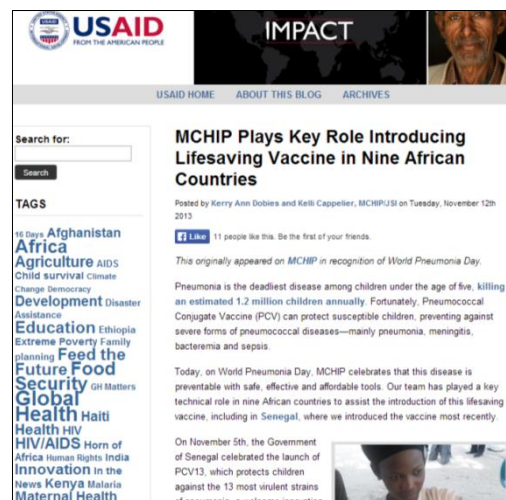 USAID
FROM THE AMERICAN PEOPLE
IMPACT
USAID HOME ABOUT THIS BLOG ARCHIVES
Search for:
Search
TAGS
16 Days Afghanistan
Africa
Agriculture AIDS
Child survival Climate
Change Democracy
Development Disaster
Assistance
Education Ethiopia
Extreme Poverty Family
planning Feed the
Future Food
Security GH Matters
Global
Health Haiti
Health HIV
HIV/AIDS Horn of
Africa Human Rights India
Innovation In the
News Kenya Malaria
Maternal Health
MCHIP Plays Key Role Introducing
Lifesaving Vaccine in Nine African
Countries
Posted by Kerry Ann Dobies and Kelli Cappelier, MCHIP/JSI on Tuesday, November 12th
2013
Like 11 people like this. Be the first of your friends.
This originally appeared on MCHIP in recognition of World Pneumonia Day.
Pneumonia is the deadliest disease among children under the age of five, killing
an estimated 1.2 million children annually. Fortunately, Pneumococcal
Conjugate Vaccine (PCV) can protect susceptible children, preventing against
severe forms of pneumococcal diseases—mainly pneumonia, meningitis,
bacteremia and sepsis.
Today, on World Pneumonia Day, MCHIP celebrates that this disease is
preventable with safe, effective and affordable tools. Our team has played a key
technical role in nine African countries to assist the introduction of this lifesaving
vaccine, including in Senegal, where we introduced the vaccine most recently.
On November 5th, the Government
of Senegal celebrated the launch of
PCV13, which protects children
against the 13 most virulent strains